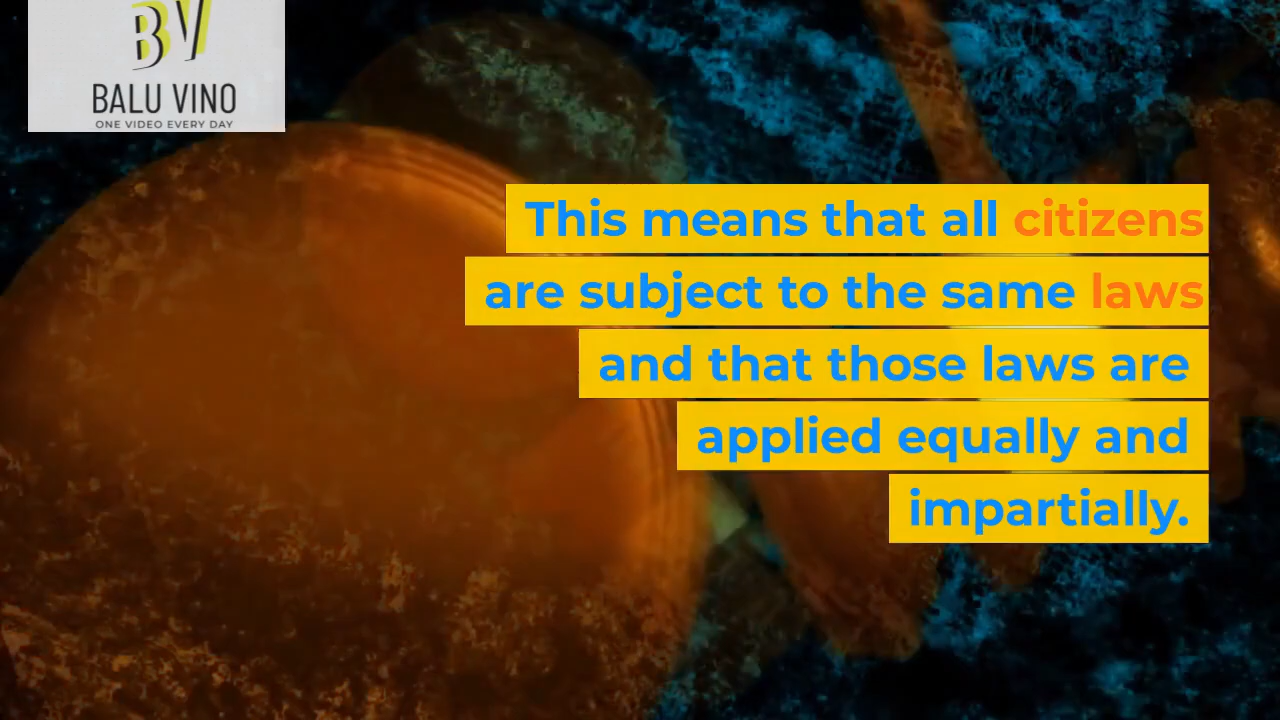 BV
BALU VINO
ONE VIDEO EVERY DAY
This means that all citizens
are subject to the same laws
and that those laws are
applied equally and
impartially.